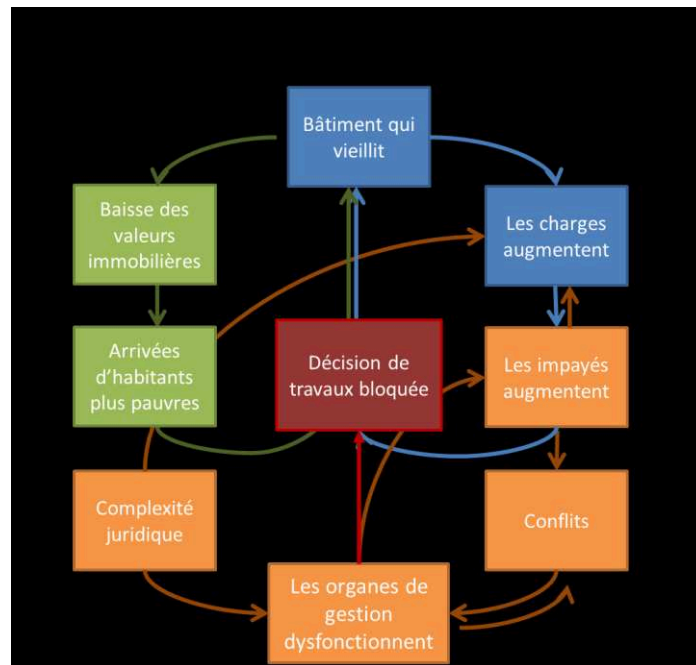 Bâtiment qui
vieillit
Baisse des
valeurs
immobilières
Les charges
augmentent
Arrivées
d'habitants
plus pauvres
Décision de
travaux bloquée
Les impayés
augmentent
Complexité
juridique
Conflits
Les organes de
gestion
dysfonctionnent